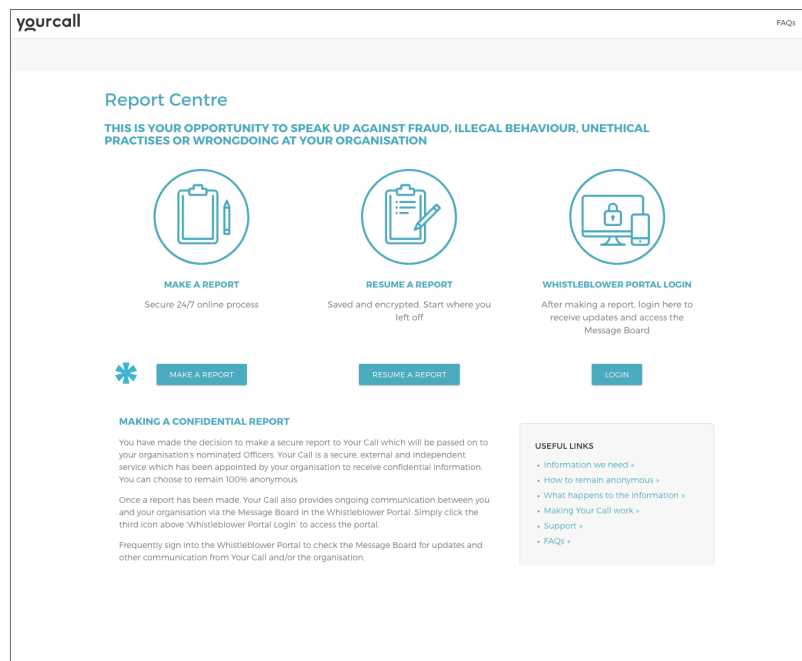 yourcall
FAQs
Report Centre
THIS IS YOUR OPPORTUNITY TO SPEAK UP AGAINST FRAUD, ILLEGAL BEHAVIOUR, UNETHICAL
PRACTISES OR WRONGDOING AT YOUR ORGANISATION
MAKE A REPORT
Secure 24/7 online process
MAKE A REPORT
RESUME A REPORT
Saved and encrypted. Start where you
left off
RESUME A REPORT
WHISTLEBLOWER PORTAL LOGIN
After making a report, login here to
receive updates and access the
Message Board
LOGIN
MAKING A CONFIDENTIAL REPORT
You have made the decision to make a secure report to Your Call which will be passed on to
your organisation's nominated Officers. Your Call is a secure, external and independent
service which has been appointed by your organisation to receive confidential information.
You can choose to remain 100% anonymous.
Once a report has been made, Your Call also provides ongoing communication between you
and your organisation via the Message Board in the Whistleblower Portal. Simply click the
third icon above 'Whistleblower Portal Login' to access the portal.
Frequently sign into the Whistleblower Portal to check the Message Board for updates and
other communication from Your Call and/or the organisation.
USEFUL LINKS
• Information we need »
• How to remain anonymous »
• What happens to the information »
• Making Your Call work »
• Support »
• FAQs »